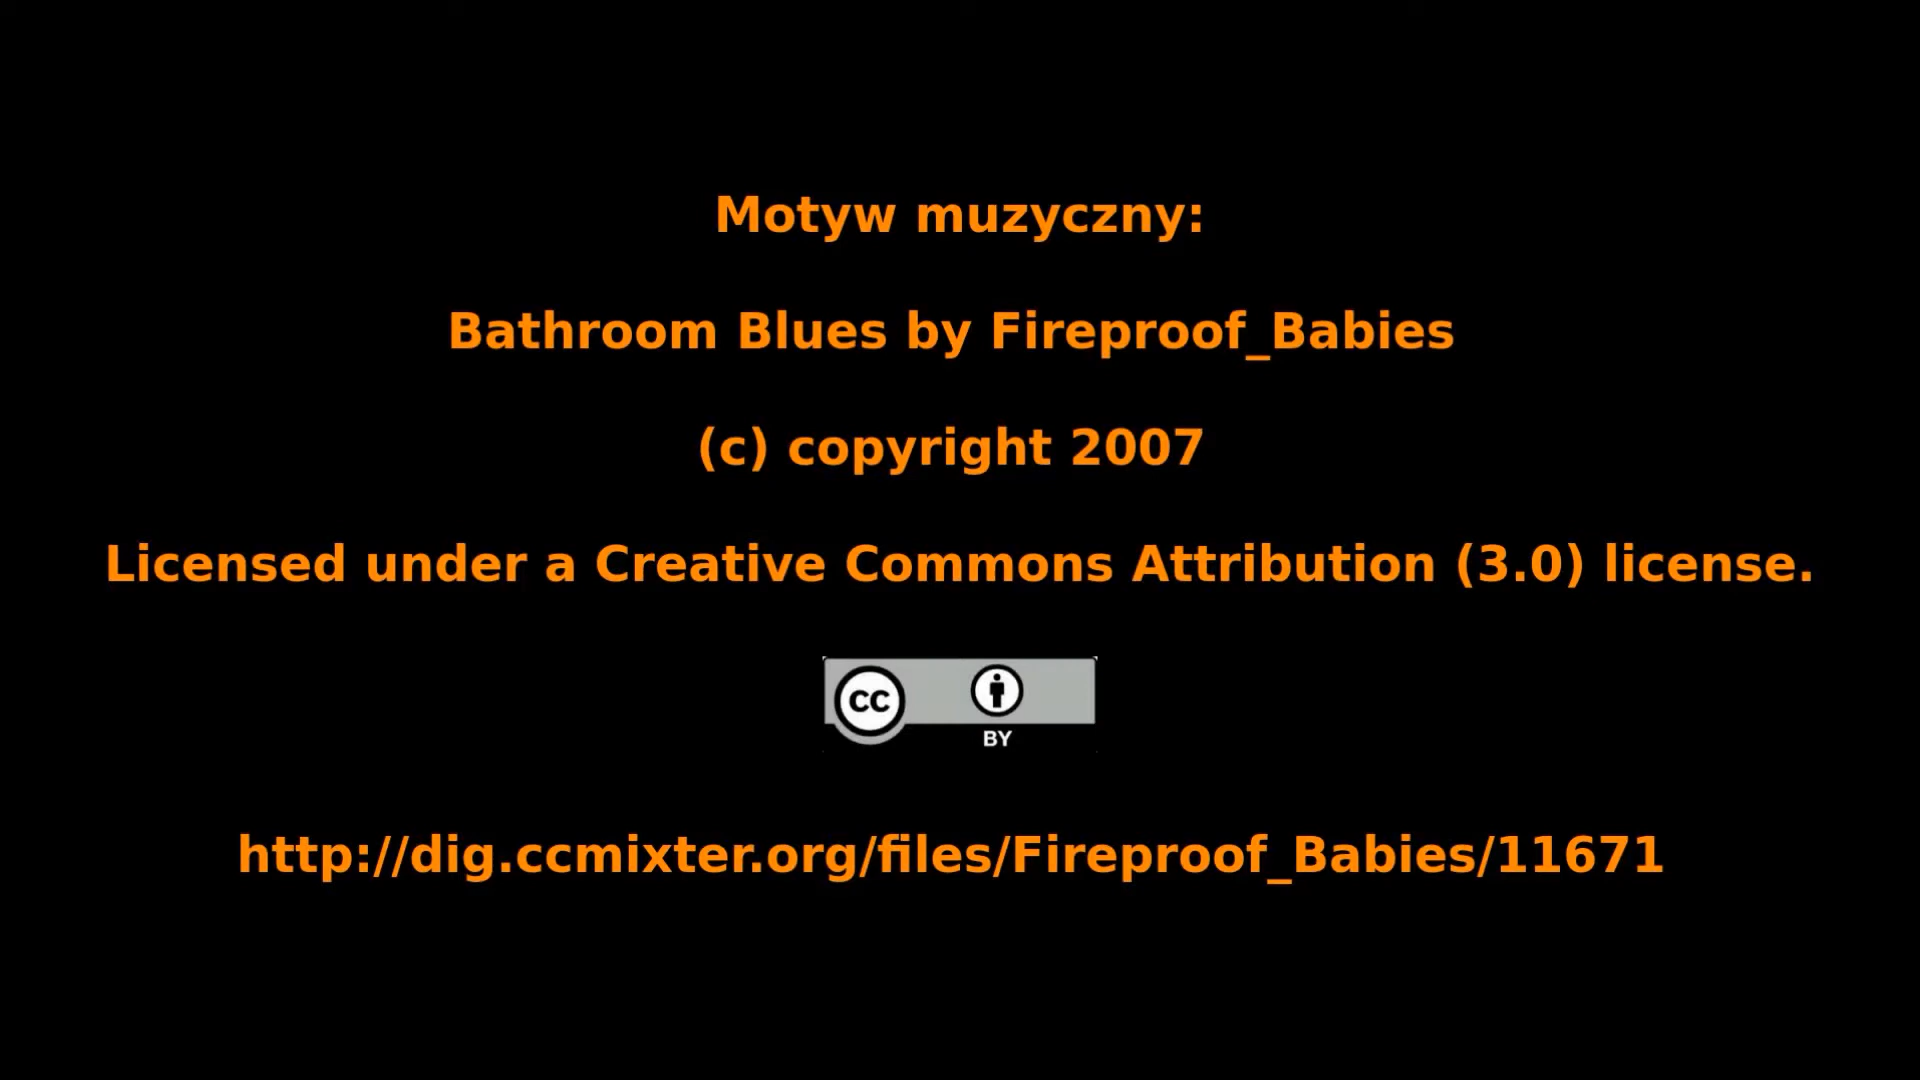 Motyw muzyczny:
Bathroom Blues by Fireproof_Babies
(c) copyright 2007
Licensed under a Creative Commons Attribution (3.0) license.
CC
BY
http://dig.ccmixter.org/files/Fireproof_Babies/11671